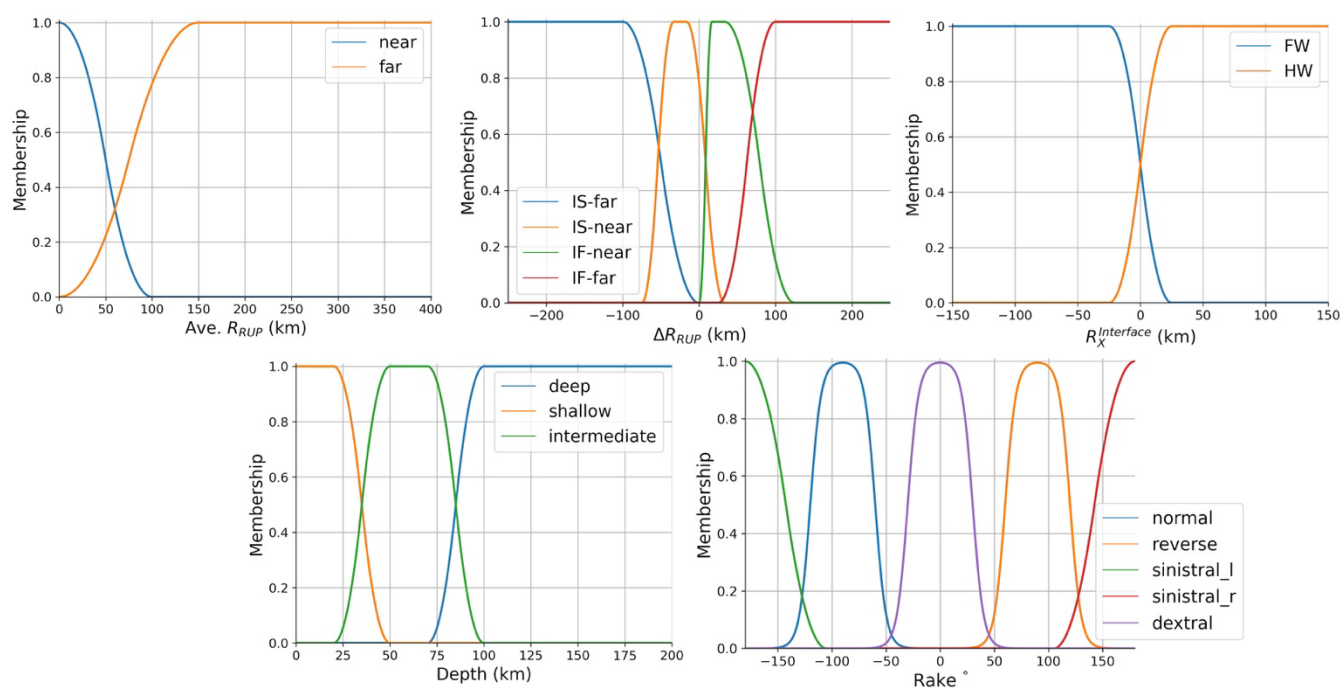 1.0
0.8
0.6
0.4
0.2
0.0
Membership
near
far
0 50 100 150 200 250 300 350 400
Ave. R_RUP (km)
1.0
0.8
0.6
0.4
0.2
0.0
Membership
IS-far
IS-near
IF-near
IF-far
−200 −100 0 100 200
ΔR_RUP (km)
1.0
0.8
0.6
0.4
0.2
0.0
Membership
FW
HW
−150 −100 −50 0 50 100 150
R_X^Interface (km)
1.0
0.8
0.6
0.4
0.2
0.0
Membership
deep
shallow
intermediate
0 25 50 75 100 125 150 175 200
Depth (km)
1.0
0.8
0.6
0.4
0.2
0.0
Membership
normal
reverse
sinistral_l
sinistral_r
dextral
−150 −100 −50 0 50 100 150
Rake °